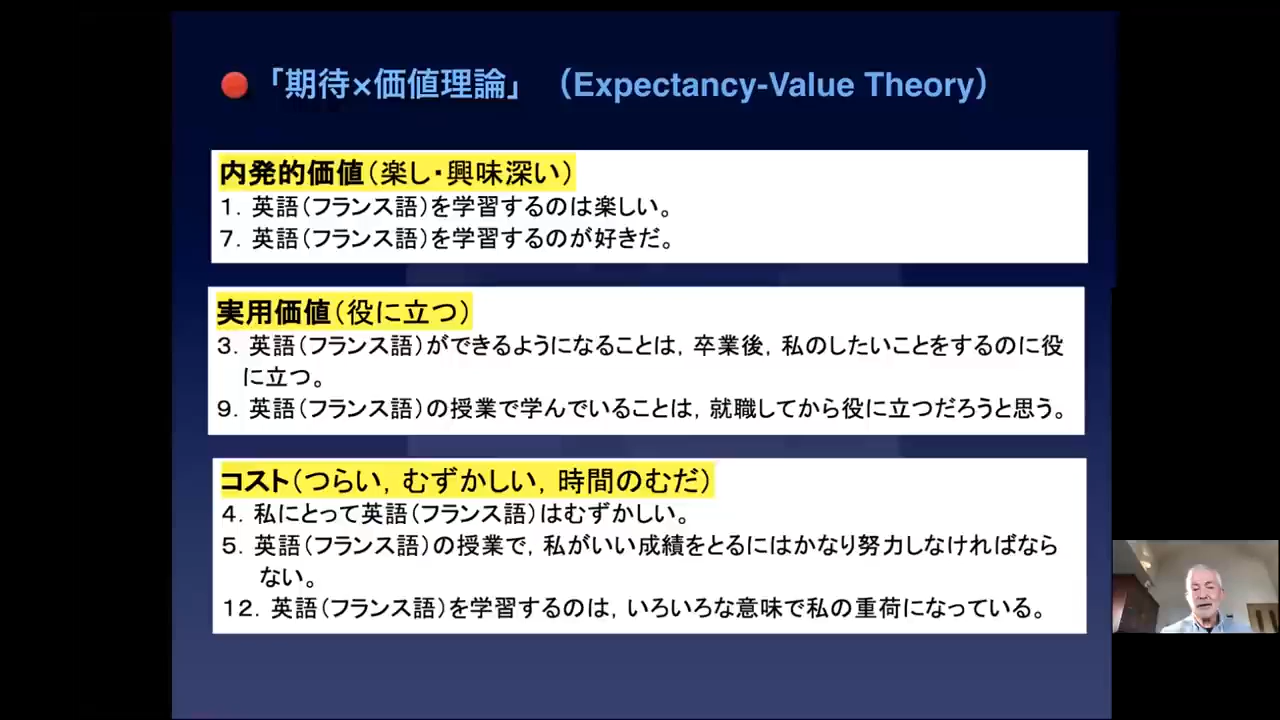 「期待×価値理論」（Expectancy-Value Theory）
内発的価値（楽し・興味深い）
1．英語（フランス語）を学習するのは楽しい。
7．英語（フランス語）を学習するのが好きだ。
実用価値（役に立つ）
3．英語（フランス語）ができるようになることは，卒業後，私のしたいことをするのに役
に立つ。
9．英語（フランス語）の授業で学んでいることは，就職してから役に立つだろうと思う。
コスト（つらい，むずかしい，時間のむだ）
4．私にとって英語（フランス語）はむずかしい。
5．英語（フランス語）の授業で，私がいい成績をとるにはかなり努力しなければなら
ない。
12．英語（フランス語）を学習するのは，いろいろな意味で私の重荷になっている。